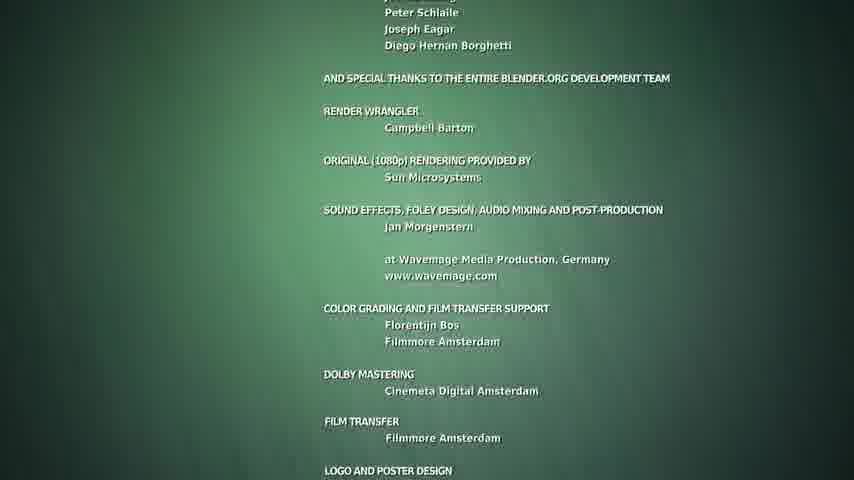 Peter Schlaile
Joseph Eagar
Diego Hernan Borghetti
AND SPECIAL THANKS TO THE ENTIRE BLENDER.ORG DEVELOPMENT TEAM
RENDER WRANGLER
Campbell Barton
ORIGINAL (1080p) RENDERING PROVIDED BY
Sun Microsystems
SOUND EFFECTS, FOLEY DESIGN, AUDIO MIXING AND POST-PRODUCTION
Jan Morgenstern
at Wavemage Media Production, Germany
www.wavemage.com
COLOR GRADING AND FILM TRANSFER SUPPORT
Florentijn Bos
Filmmore Amsterdam
DOLBY MASTERING
Cinemeta Digital Amsterdam
FILM TRANSFER
Filmmore Amsterdam
LOGO AND POSTER DESIGN